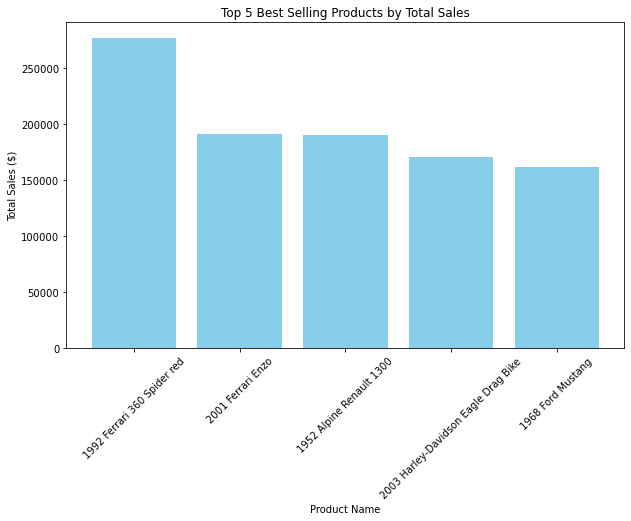 Top 5 Best Selling Products by Total Sales
Total Sales ($)
250000
200000
150000
100000
50000
0
1992 Ferrari 360 Spider red
2001 Ferrari Enzo
1952 Alpine Renault 1300
2003 Harley-Davidson Eagle Drag Bike
1968 Ford Mustang
Product Name